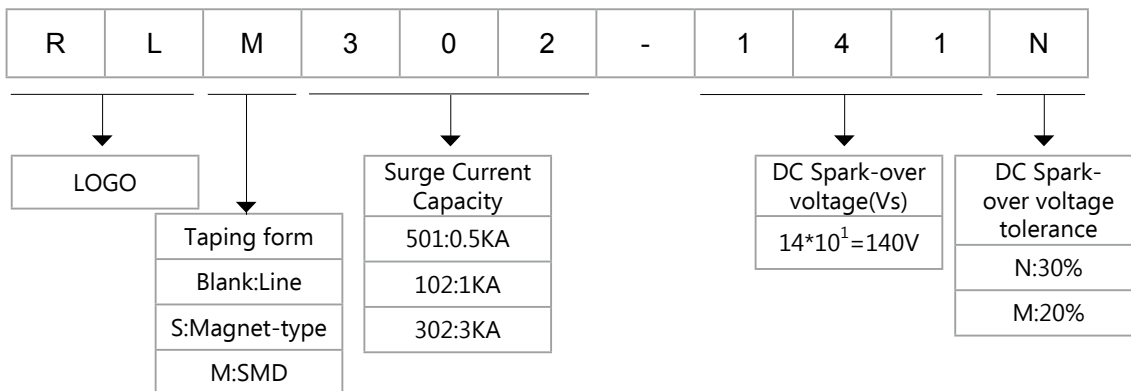 R L M 3 0 2 - 1 4 1 N
LOGO
Taping form
Blank:Line
S:Magnet-type
M:SMD
Surge Current
Capacity
501:0.5KA
102:1KA
302:3KA
DC Spark-over
voltage(Vs)
14*10¹=140V
DC Spark-
over voltage
tolerance
N:30%
M:20%